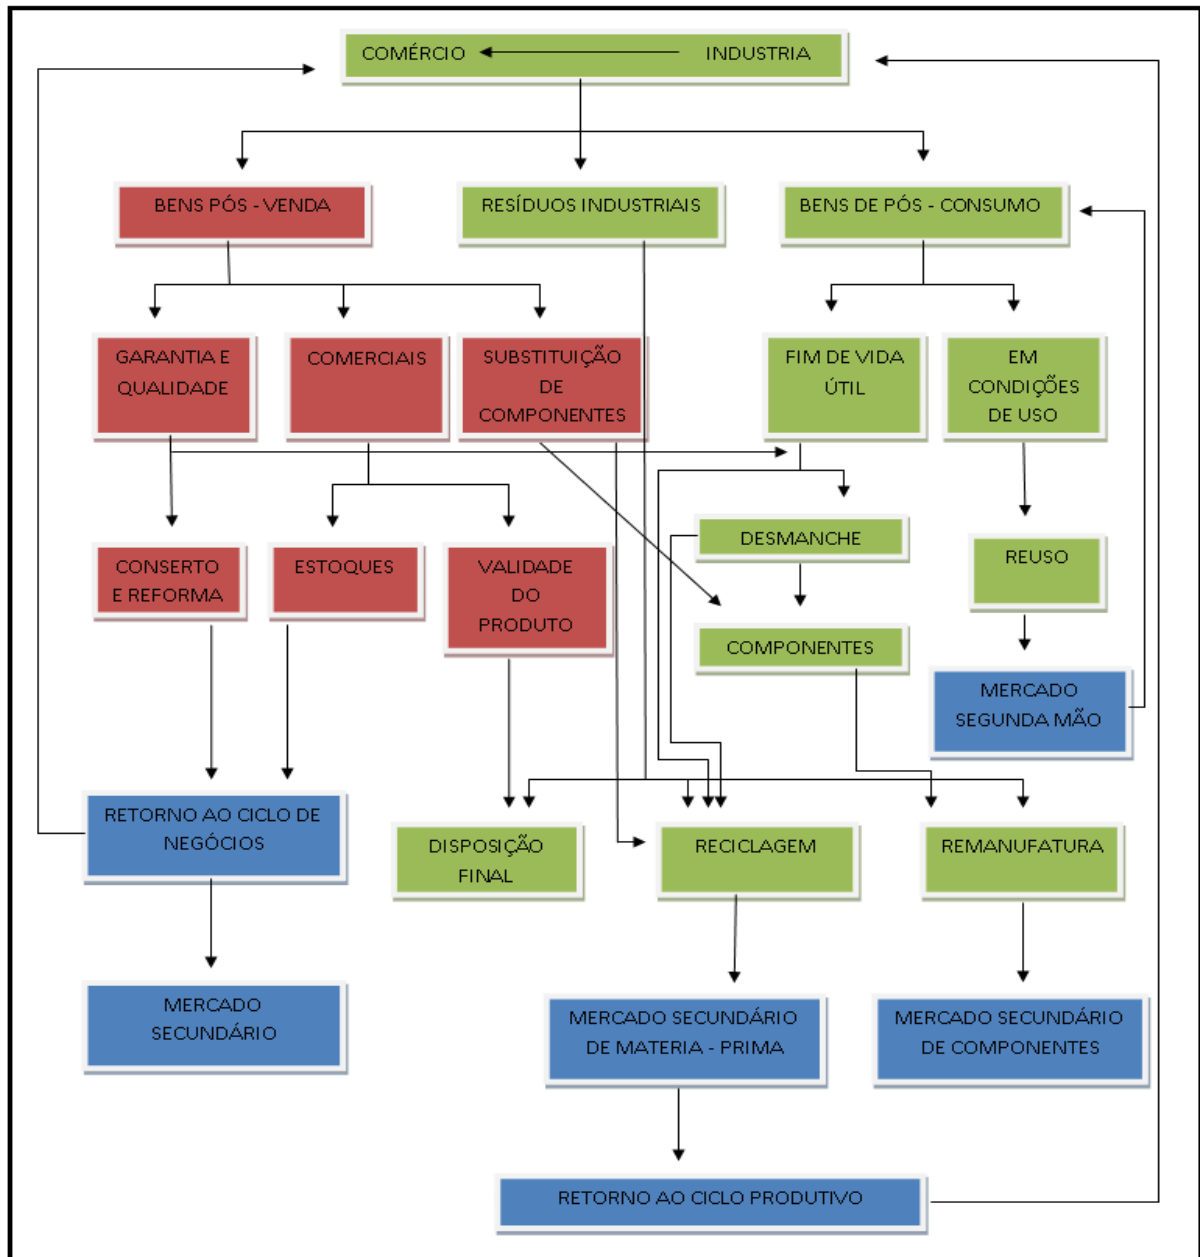 COMÉRCIO INDUSTRIA
BENS PÓS - VENDA
RESÍDUOS INDUSTRIAIS
BENS DE PÓS - CONSUMO
GARANTIA E
QUALIDADE
COMERCIAIS
SUBSTITUIÇÃO
DE
COMPONENTES
FIM DE VIDA
ÚTIL
EM
CONDIÇÕES
DE USO
CONSERTO
E REFORMA
ESTOQUES
VALIDADE
DO
PRODUTO
DESMANCHE
REUSO
COMPONENTES
MERCADO
SEGUNDA MÃO
RETORNO AO CICLO DE
NEGÓCIOS
DISPOSIÇÃO
FINAL
RECICLAGEM
REMANUFATURA
MERCADO
SECUNDÁRIO
MERCADO SECUNDÁRIO
DE MATERIA - PRIMA
MERCADO SECUNDÁRIO
DE COMPONENTES
RETORNO AO CICLO PRODUTIVO